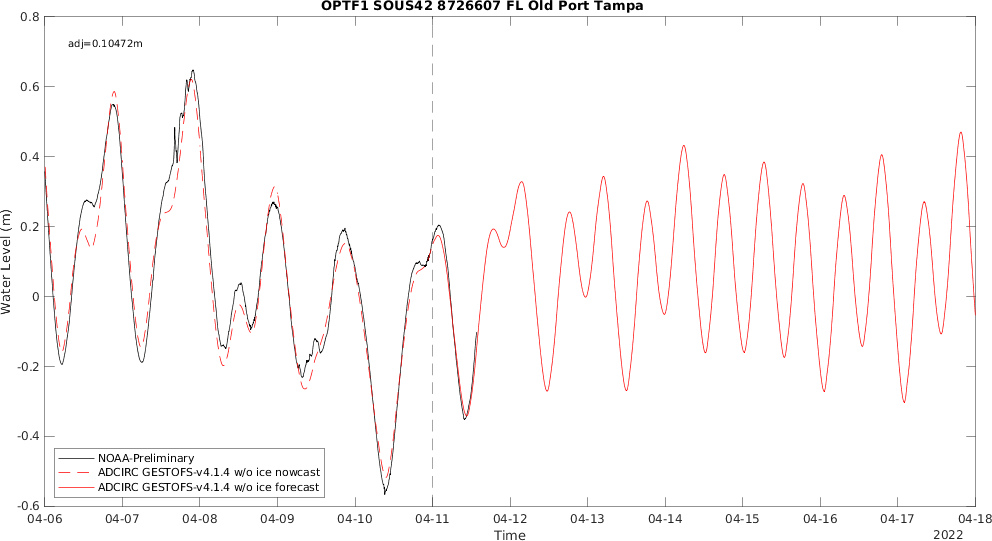 OPTF1 SOUS42 8726607 FL Old Port Tampa
adj=0.10472m
0.8
0.6
0.4
0.2
0
-0.2
-0.4
-0.6
Water Level (m)
NOAA-Preliminary
ADCIRC GESTOFS-v4.1.4 w/o ice nowcast
ADCIRC GESTOFS-v4.1.4 w/o ice forecast
04-06 04-07 04-08 04-09 04-10 04-11 04-12 04-13 04-14 04-15 04-16 04-17 04-18
Time
2022